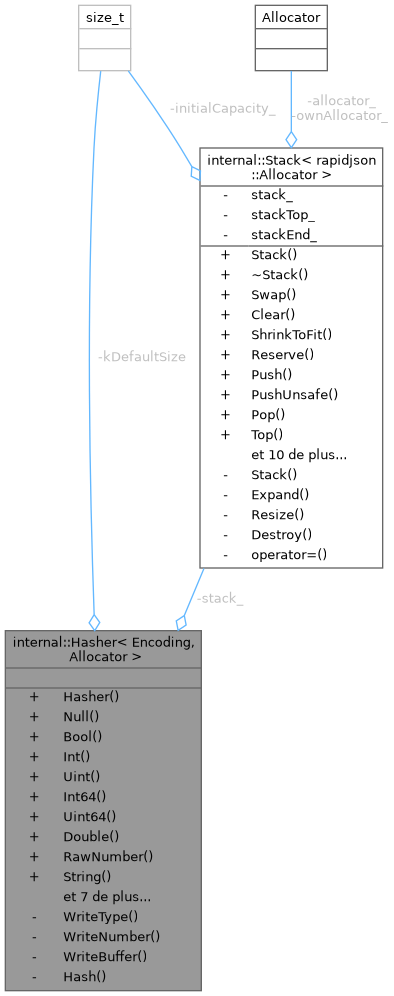 size_t
Allocator
-initialCapacity_
-allocator_
-ownAllocator_
internal::Stack< rapidjson
::Allocator >
- stack_
- stackTop_
- stackEnd_
+ Stack()
+ ~Stack()
+ Swap()
+ Clear()
+ ShrinkToFit()
+ Reserve()
+ Push()
+ PushUnsafe()
+ Pop()
+ Top()
et 10 de plus...
- Stack()
- Expand()
- Resize()
- Destroy()
- operator=()
-kDefaultSize
-stack_
internal::Hasher< Encoding,
Allocator >
+ Hasher()
+ Null()
+ Bool()
+ Int()
+ Uint()
+ Int64()
+ Uint64()
+ Double()
+ RawNumber()
+ String()
et 7 de plus...
- WriteType()
- WriteNumber()
- WriteBuffer()
- Hash()